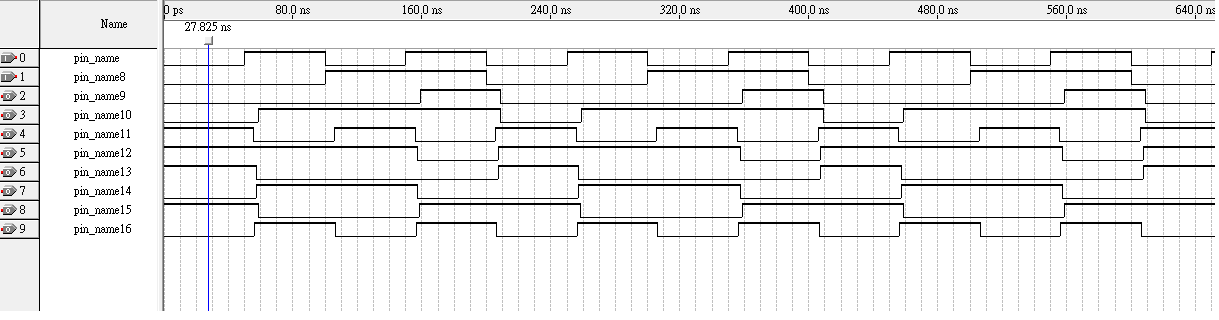 0 ps 80.0 ns 160.0 ns 240.0 ns 320.0 ns 400.0 ns 480.0 ns 560.0 ns 640.0 ns
Name
27.825 ns
0 pin_name
1 pin_name8
2 pin_name9
3 pin_name10
4 pin_name11
5 pin_name12
6 pin_name13
7 pin_name14
8 pin_name15
9 pin_name16